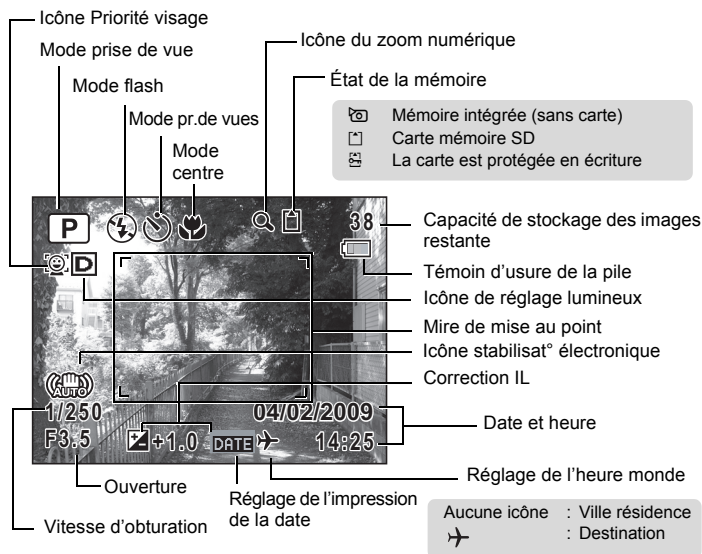 Icône Priorité visage
Mode prise de vue
Mode flash
Mode pr.de vues
Mode
centre
Icône du zoom numérique
État de la mémoire
Mémoire intégrée (sans carte)
Carte mémoire SD
La carte est protégée en écriture
P
38
D
Capacité de stockage des images
restante
Témoin d'usure de la pile
Icône de réglage lumineux
Mire de mise au point
Icône stabilisat° électronique
Correction IL
AUTO
1/250
04/02/2009
F3.5
+1.0
DATE
14:25
Date et heure
Réglage de l'heure monde
Ouverture
Réglage de l'impression
de la date
Vitesse d'obturation
Aucune icône : Ville résidence
: Destination